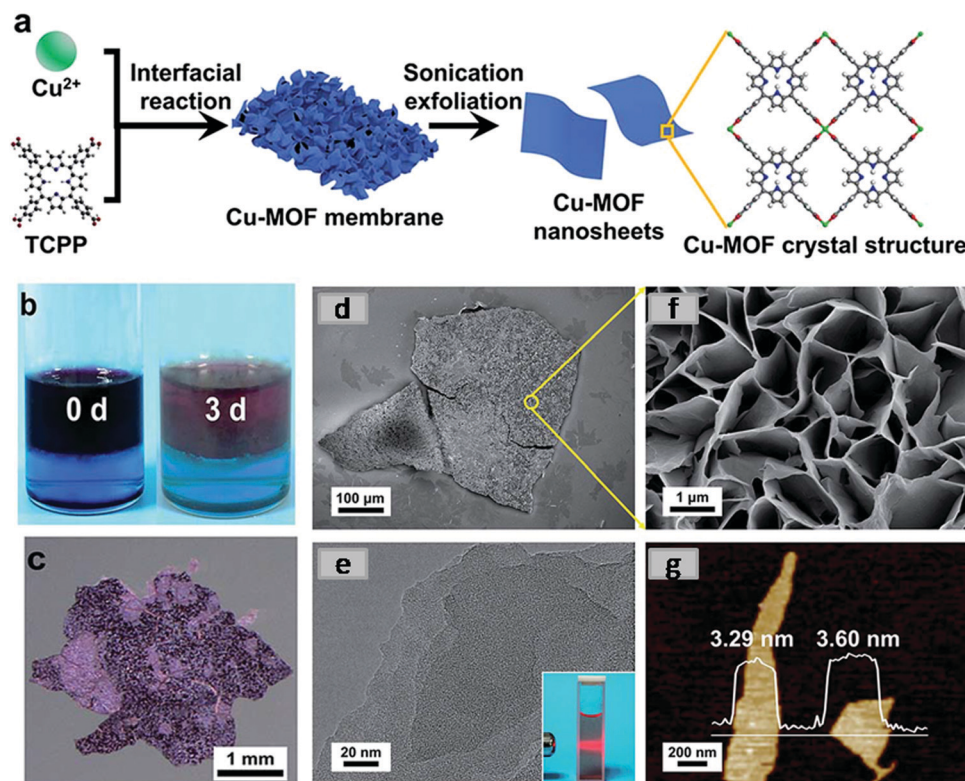 a
Cu2+
TCPP
Interfacial
reaction
Cu-MOF membrane
Sonication
exfoliation
Cu-MOF
nanosheets
Cu-MOF crystal structure
b
0 d
3 d
c
1 mm
d
100 µm
f
1 µm
e
20 nm
g
3.29 nm
3.60 nm
200 nm